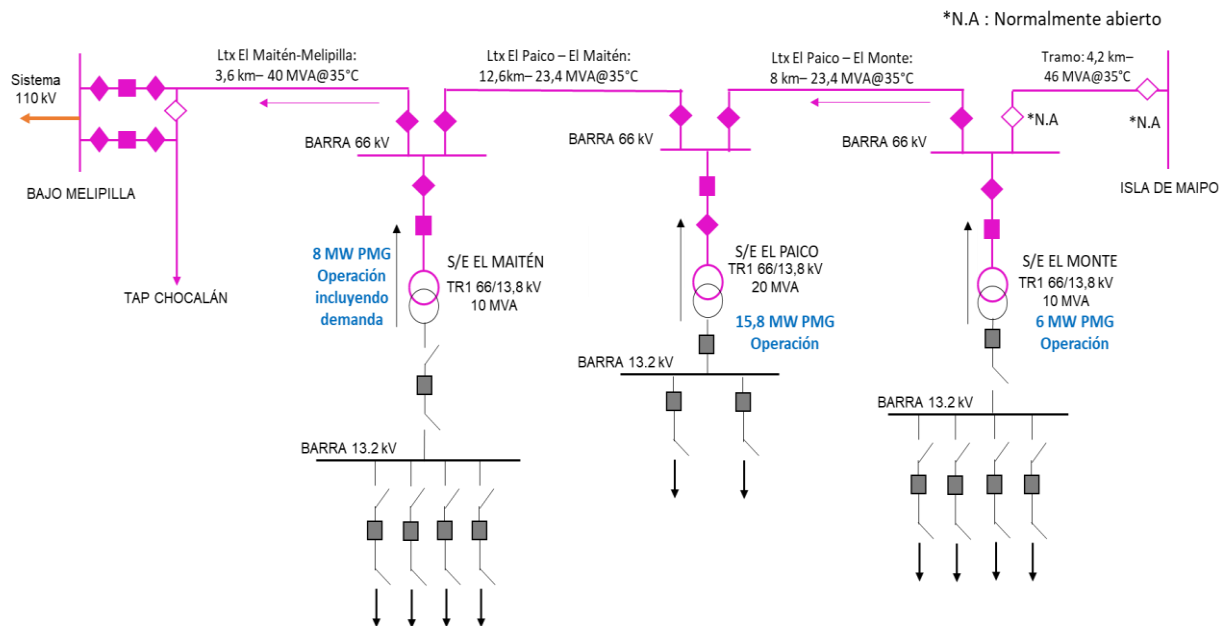 *N.A : Normalmente abierto
Sistema
110 kV
Ltx El Maitén-Melipilla:
3,6 km– 40 MVA@35°C
Ltx El Paico – El Maitén:
12,6km– 23,4 MVA@35°C
Ltx El Paico – El Monte:
8 km– 23,4 MVA@35°C
Tramo: 4,2 km–
46 MVA@35°C
*N.A
*N.A
BARRA 66 kV
BARRA 66 kV
BARRA 66 kV
BAJO MELIPILLA
ISLA DE MAIPO
TAP CHOCALÁN
8 MW PMG
Operación
incluyendo
demanda
S/E EL MAITÉN
TR1 66/13,8 kV
10 MVA
S/E EL PAICO
TR1 66/13,8 kV
20 MVA
15,8 MW PMG
Operación
S/E EL MONTE
TR1 66/13,8 kV
10 MVA
6 MW PMG
Operación
BARRA 13.2 kV
BARRA 13.2 kV
BARRA 13.2 kV